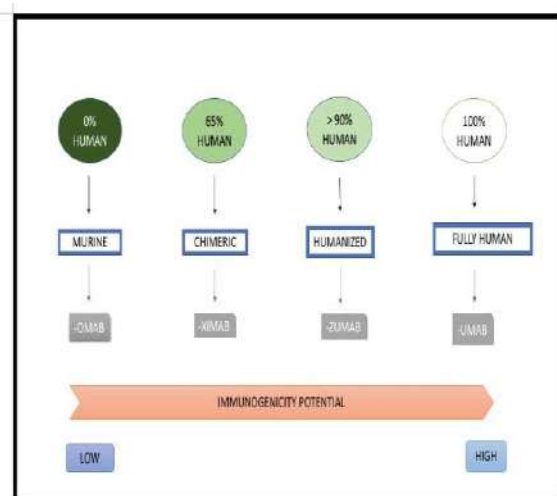 0%
HUMAN
65%
HUMAN
>90%
HUMAN
100%
HUMAN
MURINE
CHIMERIC
HUMANIZED
FULLY HUMAN
-OMAB
-XIMAB
-ZUMAB
-UMAB
IMMUNOGENICITY POTENTIAL
LOW
HIGH